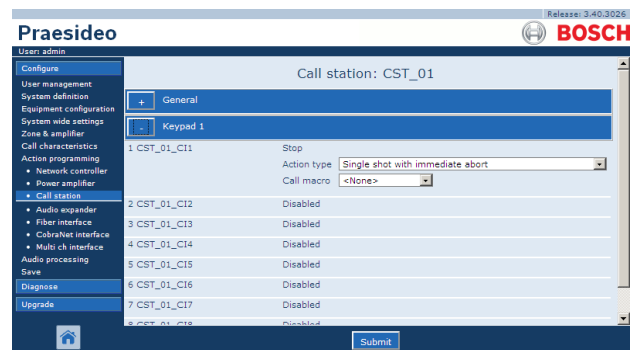 Release: 3.40.3026
Praesideo
BOSCH
User: admin
Configure
User management
System definition
Equipment configuration
System wide settings
Zone & amplifier
Call characteristics
Action programming
• Network controller
• Power amplifier
• Call station
• Audio expander
• Fiber interface
• CobraNet interface
• Multi ch interface
Audio processing
Save
Diagnose
Upgrade
Call station: CST_01
+ General
- Keypad 1
1 CST_01_CI1 Stop
Action type Single shot with immediate abort
Call macro <None>
2 CST_01_CI2 Disabled
3 CST_01_CI3 Disabled
4 CST_01_CI4 Disabled
5 CST_01_CI5 Disabled
6 CST_01_CI6 Disabled
7 CST_01_CI7 Disabled
8 CST_01_CI8 Disabled
Submit